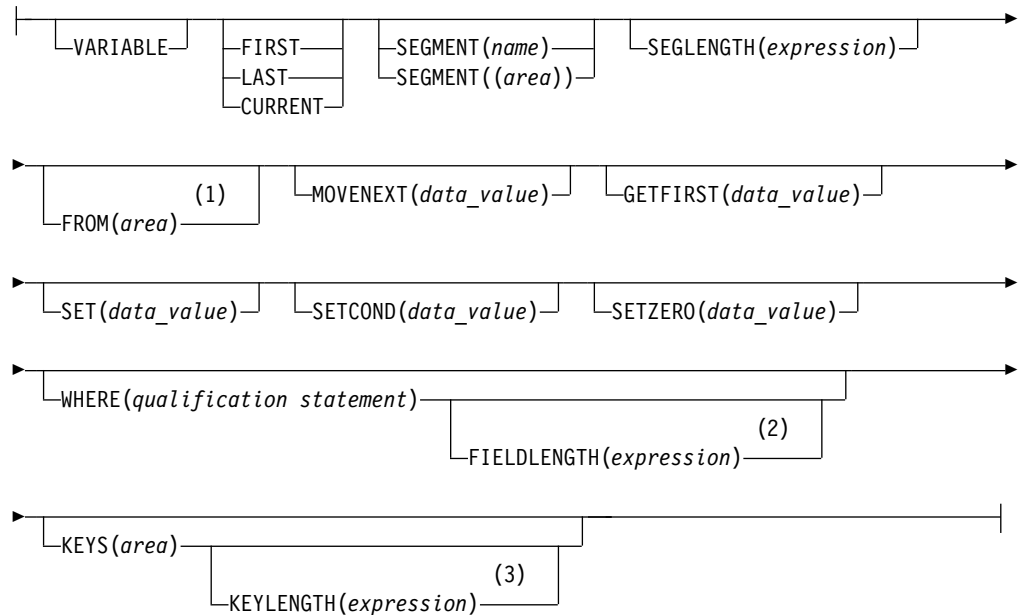 VARIABLE FIRST SEGMENT(name) SEGLENGTH(expression)
LAST SEGMENT((area))
CURRENT
(1)
FROM(area) MOVENEXT(data_value) GETFIRST(data_value)
SET(data_value) SETCOND(data_value) SETZERO(data_value)
WHERE(qualification statement)
(2)
FIELDLENGTH(expression)
KEYS(area)
(3)
KEYLENGTH(expression)